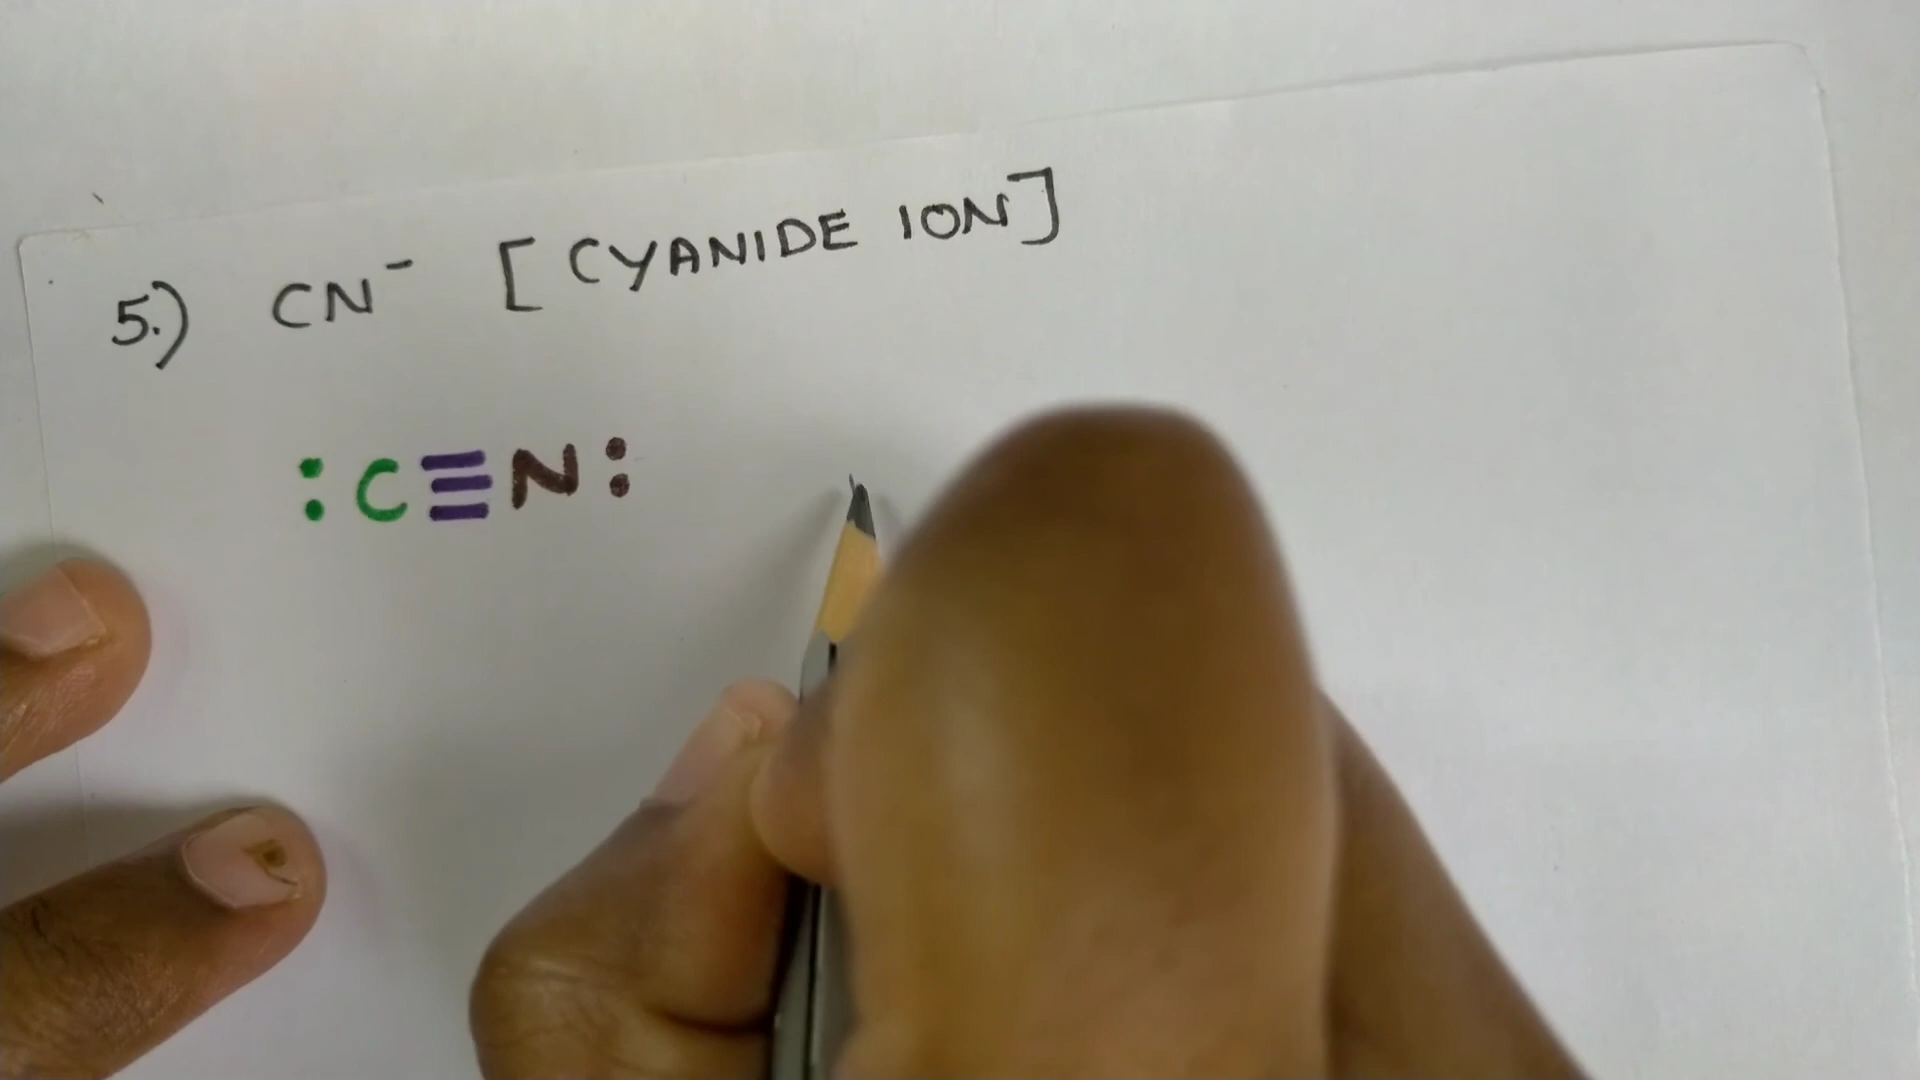 5.) CN⁻ [CYANIDE ION]
:C≡N: